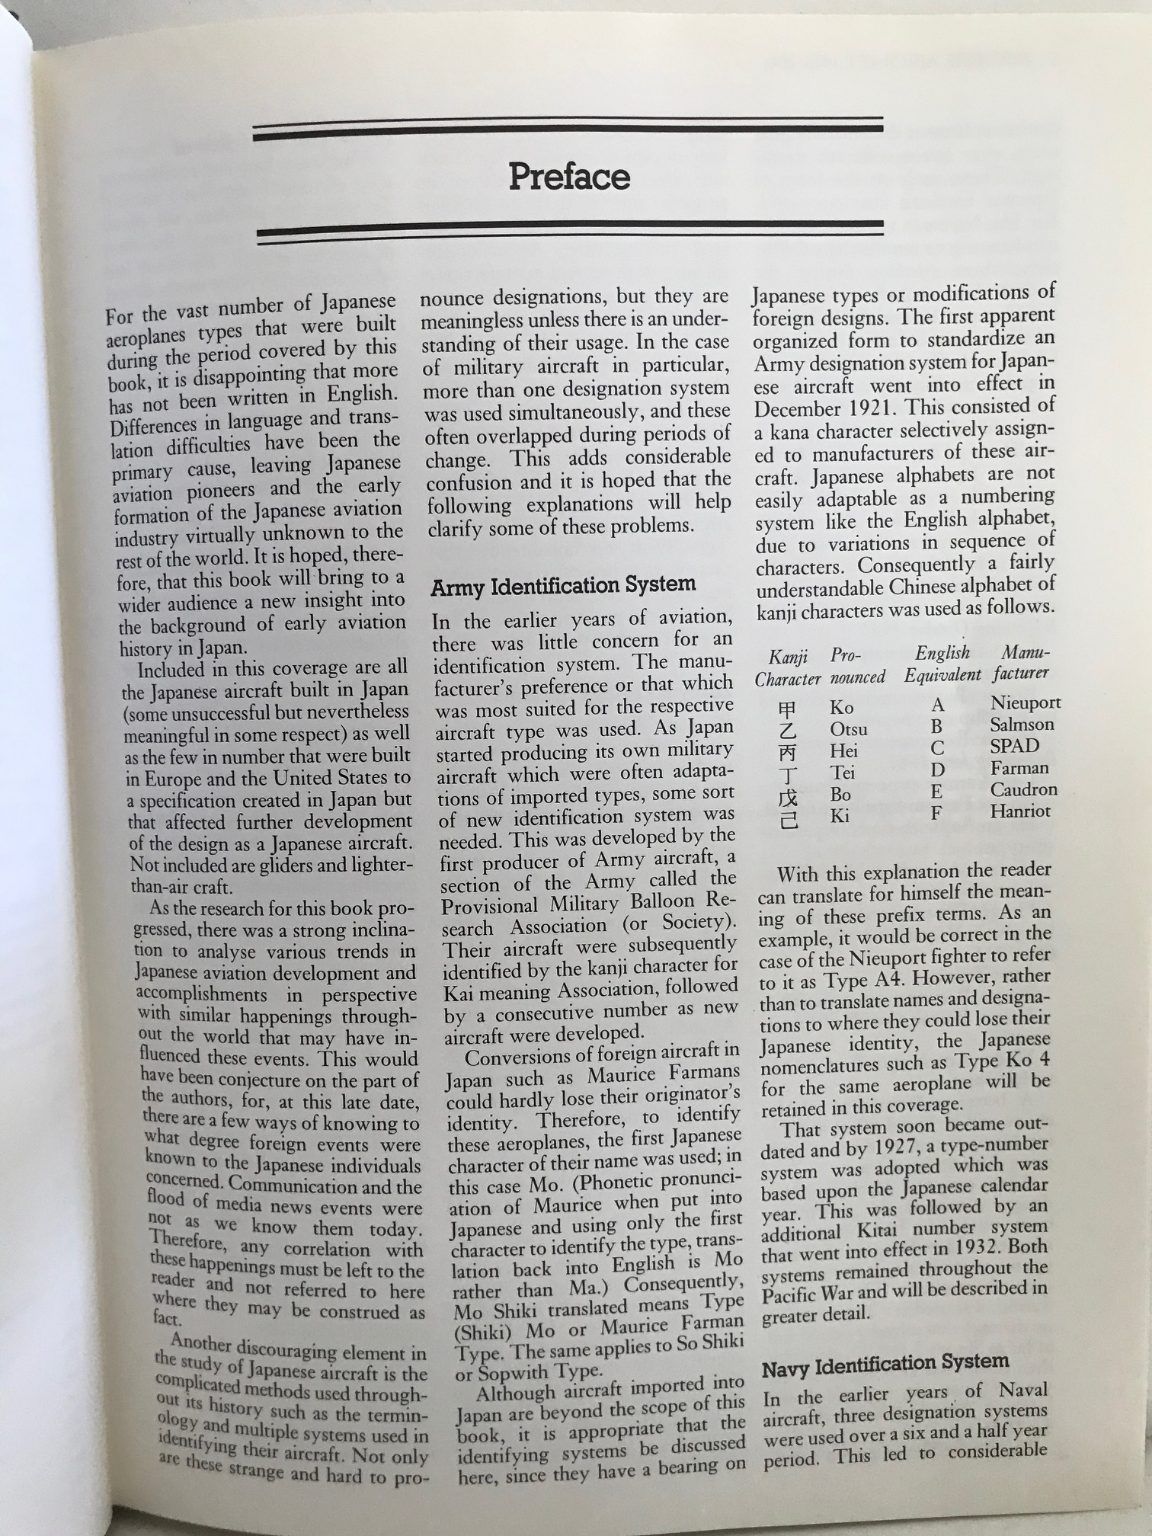 Preface
For the vast number of Japanese
aeroplanes types that were built
during the period covered by this
book, it is disappointing that more
has not been written in English.
Differences in language and trans-
lation difficulties have been the
primary cause, leaving Japanese
aviation pioneers and the early
formation of the Japanese aviation
industry virtually unknown to the
rest of the world. It is hoped, there-
fore, that this book will bring to a
wider audience a new insight into
the background of early aviation
history in Japan.
Included in this coverage are all
the Japanese aircraft built in Japan
(some unsuccessful but nevertheless
meaningful in some respect) as well
as the few in number that were built
in Europe and the United States to
a specification created in Japan but
that affected further development
of the design as a Japanese aircraft.
Not included are gliders and lighter-
than-air craft.
As the research for this book pro-
gressed, there was a strong inclina-
tion to analyse various trends in
Japanese aviation development and
accomplishments in perspective
with similar happenings through-
out the world that may have in-
fluenced these events. This would
have been conjecture on the part of
the authors, for, at this late date,
there are a few ways of knowing to
what degree foreign events were
known to the Japanese individuals
concerned. Communication and the
flood of media news events were
not as we know them today.
Therefore, any correlation with
these happenings must be left to the
reader and not referred to here
where they may be construed as
fact.
Another discouraging element in
the study of Japanese aircraft is the
complicated methods used through-
out its history such as the termin-
ology and multiple systems used in
identifying their aircraft. Not only
are these strange and hard to pro-
nounce designations, but they are
meaningless unless there is an under-
standing of their usage. In the case
of military aircraft in particular,
more than one designation system
was used simultaneously, and these
often overlapped during periods of
change. This adds considerable
confusion and it is hoped that the
following explanations will help
clarify some of these problems.
Army Identification System
In the earlier years of aviation,
there was little concern for an
identification system. The manu-
facturer's preference or that which
was most suited for the respective
aircraft type was used. As Japan
started producing its own military
aircraft which were often adapta-
tions of imported types, some sort
of new identification system was
needed. This was developed by the
first producer of Army aircraft, a
section of the Army called the
Provisional Military Balloon Re-
search Association (or Society).
Their aircraft were subsequently
identified by the kanji character for
Kai meaning Association, followed
by a consecutive number as new
aircraft were developed.
Conversions of foreign aircraft in
Japan such as Maurice Farmans
could hardly lose their originator's
identity. Therefore, to identify
these aeroplanes, the first Japanese
character of their name was used; in
this case Mo. (Phonetic pronunci-
ation of Maurice when put into
Japanese and using only the first
character to identify the type, trans-
lation back into English is Mo
rather than Ma.) Consequently,
Mo Shiki translated means Type
(Shiki) Mo or Maurice Farman
Type. The same applies to So Shiki
or Sopwith Type.
Although aircraft imported into
Japan are beyond the scope of this
book, it is appropriate that the
identifying systems be discussed
here, since they have a bearing on
Japanese types or modifications of
foreign designs. The first apparent
organized form to standardize an
Army designation system for Japan-
ese aircraft went into effect in
December 1921. This consisted of
a kana character selectively assign-
ed to manufacturers of these air-
craft. Japanese alphabets are not
easily adaptable as a numbering
system like the English alphabet,
due to variations in sequence of
characters. Consequently a fairly
understandable Chinese alphabet of
kanji characters was used as follows.
Kanji Pro- English Manu-
Character nounced Equivalent facturer
甲 Ko A Nieuport
乙 Otsu B Salmson
丙 Hei C SPAD
丁 Tei D Farman
戊 Bo E Caudron
己 Ki F Hanriot
With this explanation the reader
can translate for himself the mean-
ing of these prefix terms. As an
example, it would be correct in the
case of the Nieuport fighter to refer
to it as Type A4. However, rather
than to translate names and designa-
tions to where they could lose their
Japanese identity, the Japanese
nomenclatures such as Type Ko 4
for the same aeroplane will be
retained in this coverage.
That system soon became out-
dated and by 1927, a type-number
system was adopted which was
based upon the Japanese calendar
year. This was followed by an
additional Kitai number system
that went into effect in 1932. Both
systems remained throughout the
Pacific War and will be described in
greater detail.
Navy Identification System
In the earlier years of Naval
aircraft, three designation systems
were used over a six and a half year
period. This led to considerable